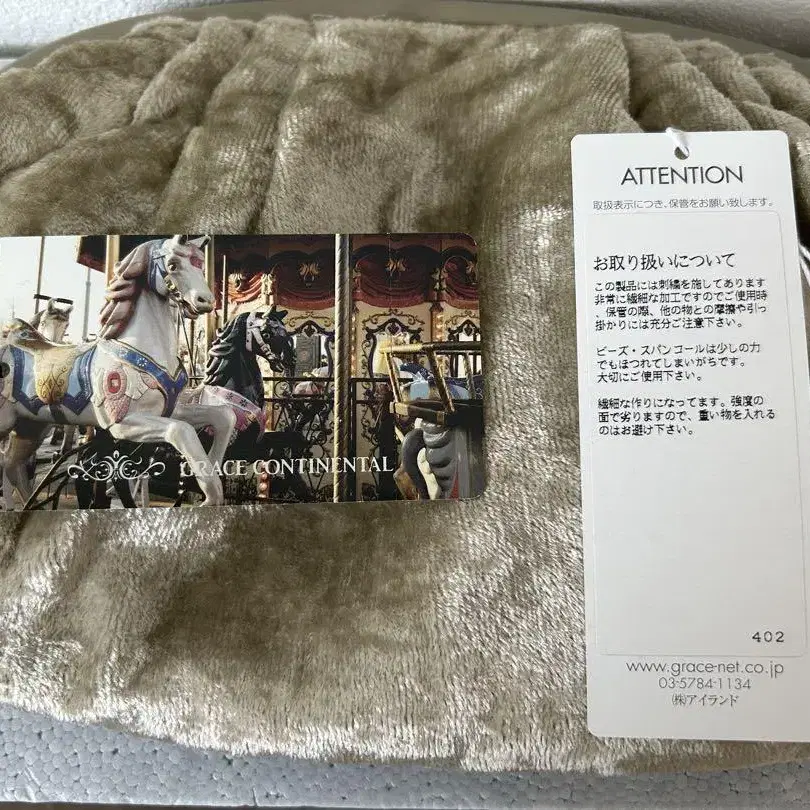 GRACE CONTINENTAL
ATTENTION
取扱表示につき、保管をお願い致します。
お取り扱いについて
この製品には刺繍を施してあります
非常に繊細な加工ですのでご使用時
、保管の際、他の物との摩擦や引っ
掛かりには充分ご注意下さい。
ビーズ・スパンコールは少しの力
でもほつれてしまいがちです。
大切にご使用下さい。
繊細な作りになってます。強度の
面で劣りますので、重い物を入れる
のはお避け下さい。
402
www.grace-net.co.jp
03-5784-1134
㈱アイランド